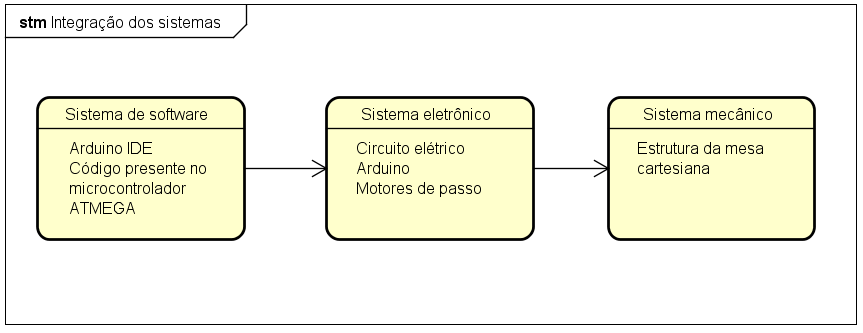 stm Integração dos sistemas
Sistema de software
Arduino IDE
Código presente no
microcontrolador
ATMEGA
Sistema eletrônico
Circuito elétrico
Arduino
Motores de passo
Sistema mecânico
Estrutura da mesa
cartesiana